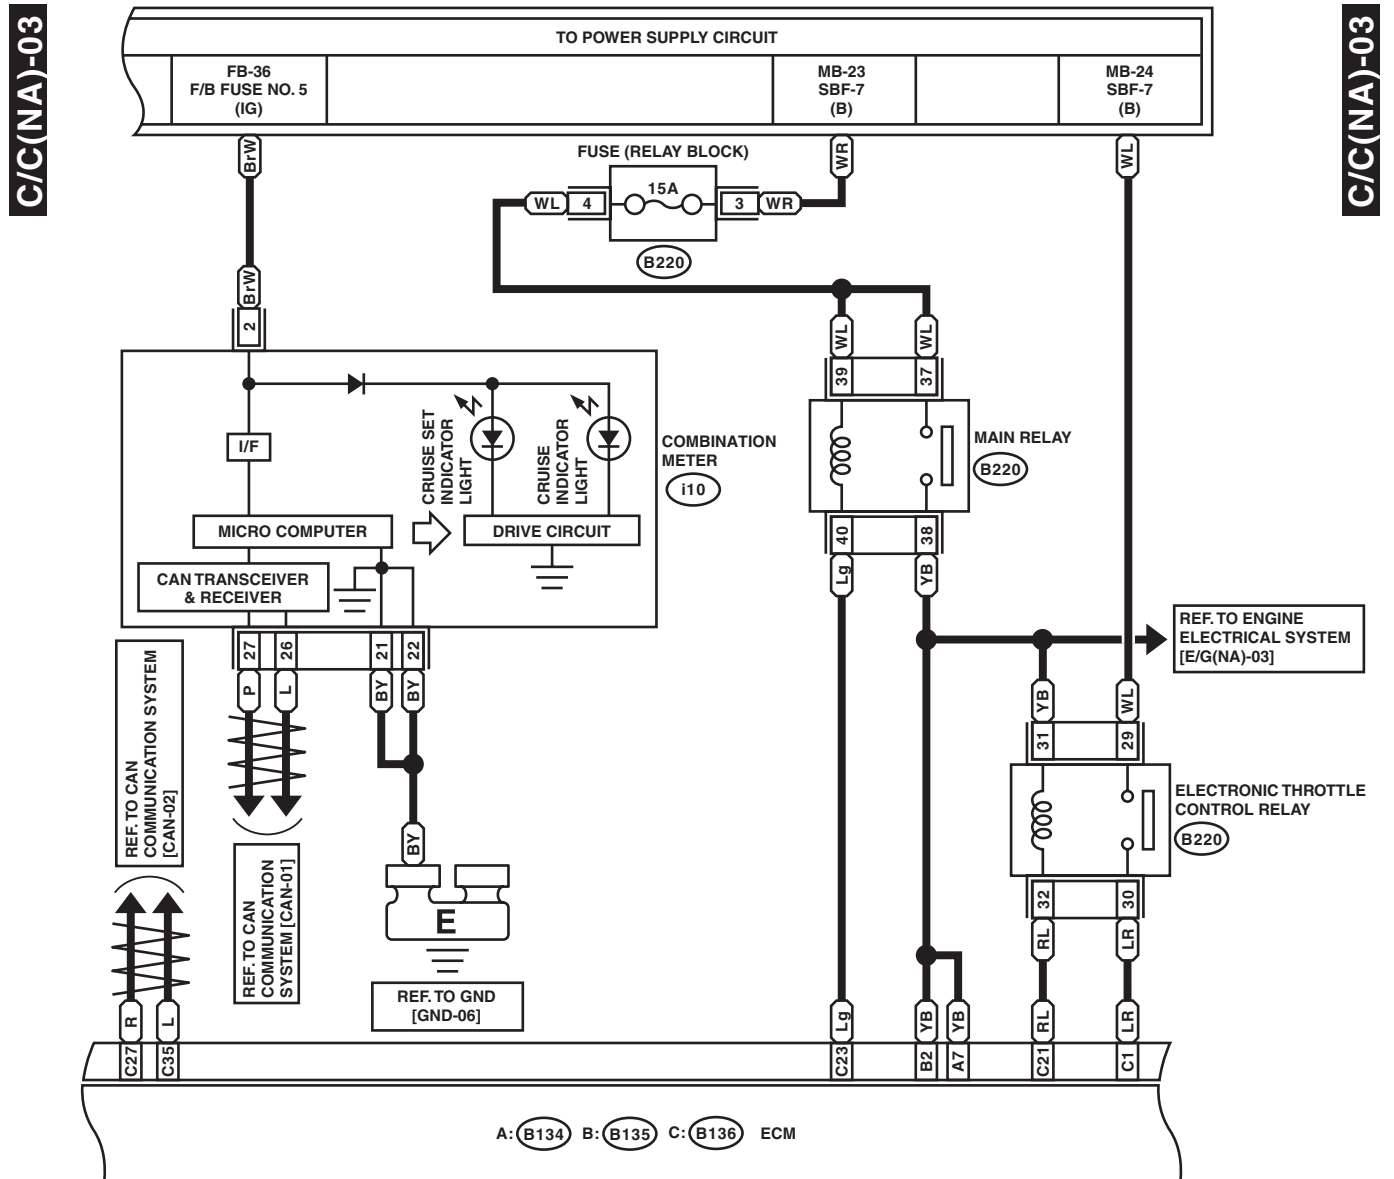 C/C(NA)-03
C/C(NA)-03
TO POWER SUPPLY CIRCUIT
FB-36
F/B FUSE NO. 5
(IG)
MB-23
SBF-7
(B)
MB-24
SBF-7
(B)
BrW
WR
WL
FUSE (RELAY BLOCK)
15A
WL
4
3
WR
B220
BrW
2
WL
WL
39
37
I/F
CRUISE SET
INDICATOR
LIGHT
CRUISE
INDICATOR
LIGHT
COMBINATION
METER
i10
MAIN RELAY
B220
MICRO COMPUTER
DRIVE CIRCUIT
CAN TRANSCEIVER
& RECEIVER
40
38
Lg
YB
27
26
21
22
P
L
BY
BY
REF. TO ENGINE
ELECTRICAL SYSTEM
[E/G(NA)-03]
YB
WL
31
29
ELECTRONIC THROTTLE
CONTROL RELAY
B220
REF. TO CAN
COMMUNICATION SYSTEM
[CAN-02]
REF. TO CAN
COMMUNICATION
SYSTEM [CAN-01]
BY
E
REF. TO GND
[GND-06]
32
30
RL
LR
R
L
Lg
YB
YB
RL
LR
C27
C35
C23
B2
A7
C21
C1
A: B134 B: B135 C: B136 ECM